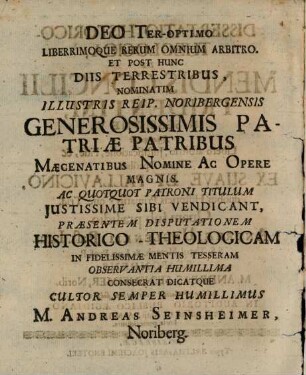 DEO TER-OPTIMO
LIBERRIMOQUE RERUM OMNIUM ARBITRO.
ET POST HUNC
DIIS TERRESTRIBUS,
NOMINATIM
ILLUSTRIS REIP. NORIBERGENSIS
GENEROSISSIMIS PA-
TRIÆ PATRIBUS
MÆCENATIBUS NOMINE AC OPERE
MAGNIS.
AC QUOTQUOT PATRONI TITULUM
JUSTISSIME SIBI VENDICANT,
PRÆSENTEM DISPUTATIONEM
HISTORICO-THEOLOGICAM
IN FIDELISSIMÆ MENTIS TESSERAM
OBSERVANTIA HUMILLIMA
CONSECRAT DICATQUE
CULTOR SEMPER HUMILLIMUS
M. ANDREAS SEINSHEIMER,
Noriberg.